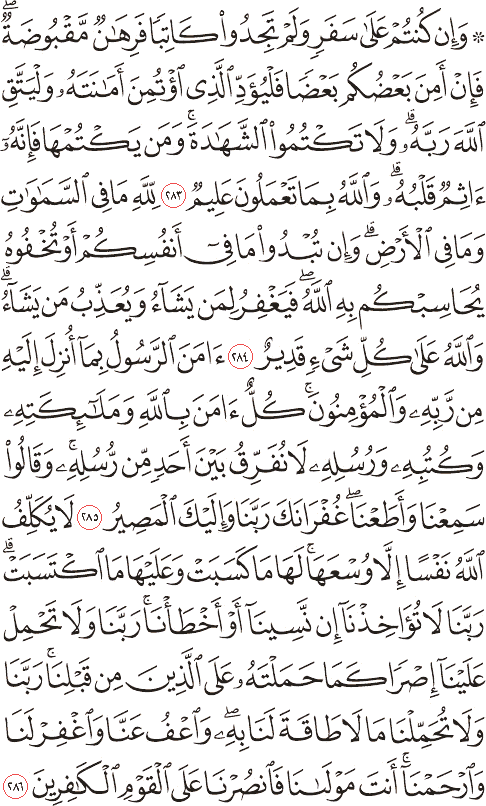 ۞ وَإِن كُنتُمْ عَلَىٰ سَفَرٍ وَلَمْ تَجِدُوا۟ كَاتِبًا فَرِهَـٰنٌ مَّقْبُوضَةٌ ۖ
فَإِنْ أَمِنَ بَعْضُكُم بَعْضًا فَلْيُؤَدِّ ٱلَّذِى ٱؤْتُمِنَ أَمَـٰنَتَهُۥ وَلْيَتَّقِ
ٱللَّهَ رَبَّهُۥ ۗ وَلَا تَكْتُمُوا۟ ٱلشَّهَـٰدَةَ ۚ وَمَن يَكْتُمْهَا فَإِنَّهُۥٓ
ءَاثِمٌ قَلْبُهُۥ ۗ وَٱللَّهُ بِمَا تَعْمَلُونَ عَلِيمٌ ٢٨٣ لِّلَّهِ مَا فِى ٱلسَّمَـٰوَٰتِ
وَمَا فِى ٱلْأَرْضِ ۗ وَإِن تُبْدُوا۟ مَا فِىٓ أَنفُسِكُمْ أَوْ تُخْفُوهُ
يُحَاسِبْكُم بِهِ ٱللَّهُ ۖ فَيَغْفِرُ لِمَن يَشَآءُ وَيُعَذِّبُ مَن يَشَآءُ ۗ
وَٱللَّهُ عَلَىٰ كُلِّ شَىْءٍ قَدِيرٌ ٢٨٤ ءَامَنَ ٱلرَّسُولُ بِمَآ أُنزِلَ إِلَيْهِ
مِن رَّبِّهِۦ وَٱلْمُؤْمِنُونَ ۚ كُلٌّ ءَامَنَ بِٱللَّهِ وَمَلَـٰٓئِكَتِهِۦ
وَكُتُبِهِۦ وَرُسُلِهِۦ لَا نُفَرِّقُ بَيْنَ أَحَدٍ مِّن رُّسُلِهِۦ ۚ وَقَالُوا۟
سَمِعْنَا وَأَطَعْنَا ۖ غُفْرَانَكَ رَبَّنَا وَإِلَيْكَ ٱلْمَصِيرُ ٢٨٥ لَا يُكَلِّفُ
ٱللَّهُ نَفْسًا إِلَّا وُسْعَهَا ۚ لَهَا مَا كَسَبَتْ وَعَلَيْهَا مَا ٱكْتَسَبَتْ ۗ
رَبَّنَا لَا تُؤَاخِذْنَآ إِن نَّسِينَآ أَوْ أَخْطَأْنَا ۚ رَبَّنَا وَلَا تَحْمِلْ
عَلَيْنَآ إِصْرًا كَمَا حَمَلْتَهُۥ عَلَى ٱلَّذِينَ مِن قَبْلِنَا ۚ رَبَّنَا
وَلَا تُحَمِّلْنَا مَا لَا طَاقَةَ لَنَا بِهِۦ ۖ وَٱعْفُ عَنَّا وَٱغْفِرْ لَنَا
وَٱرْحَمْنَآ ۚ أَنتَ مَوْلَىٰنَا فَٱنصُرْنَا عَلَى ٱلْقَوْمِ ٱلْكَـٰفِرِينَ ٢٨٦